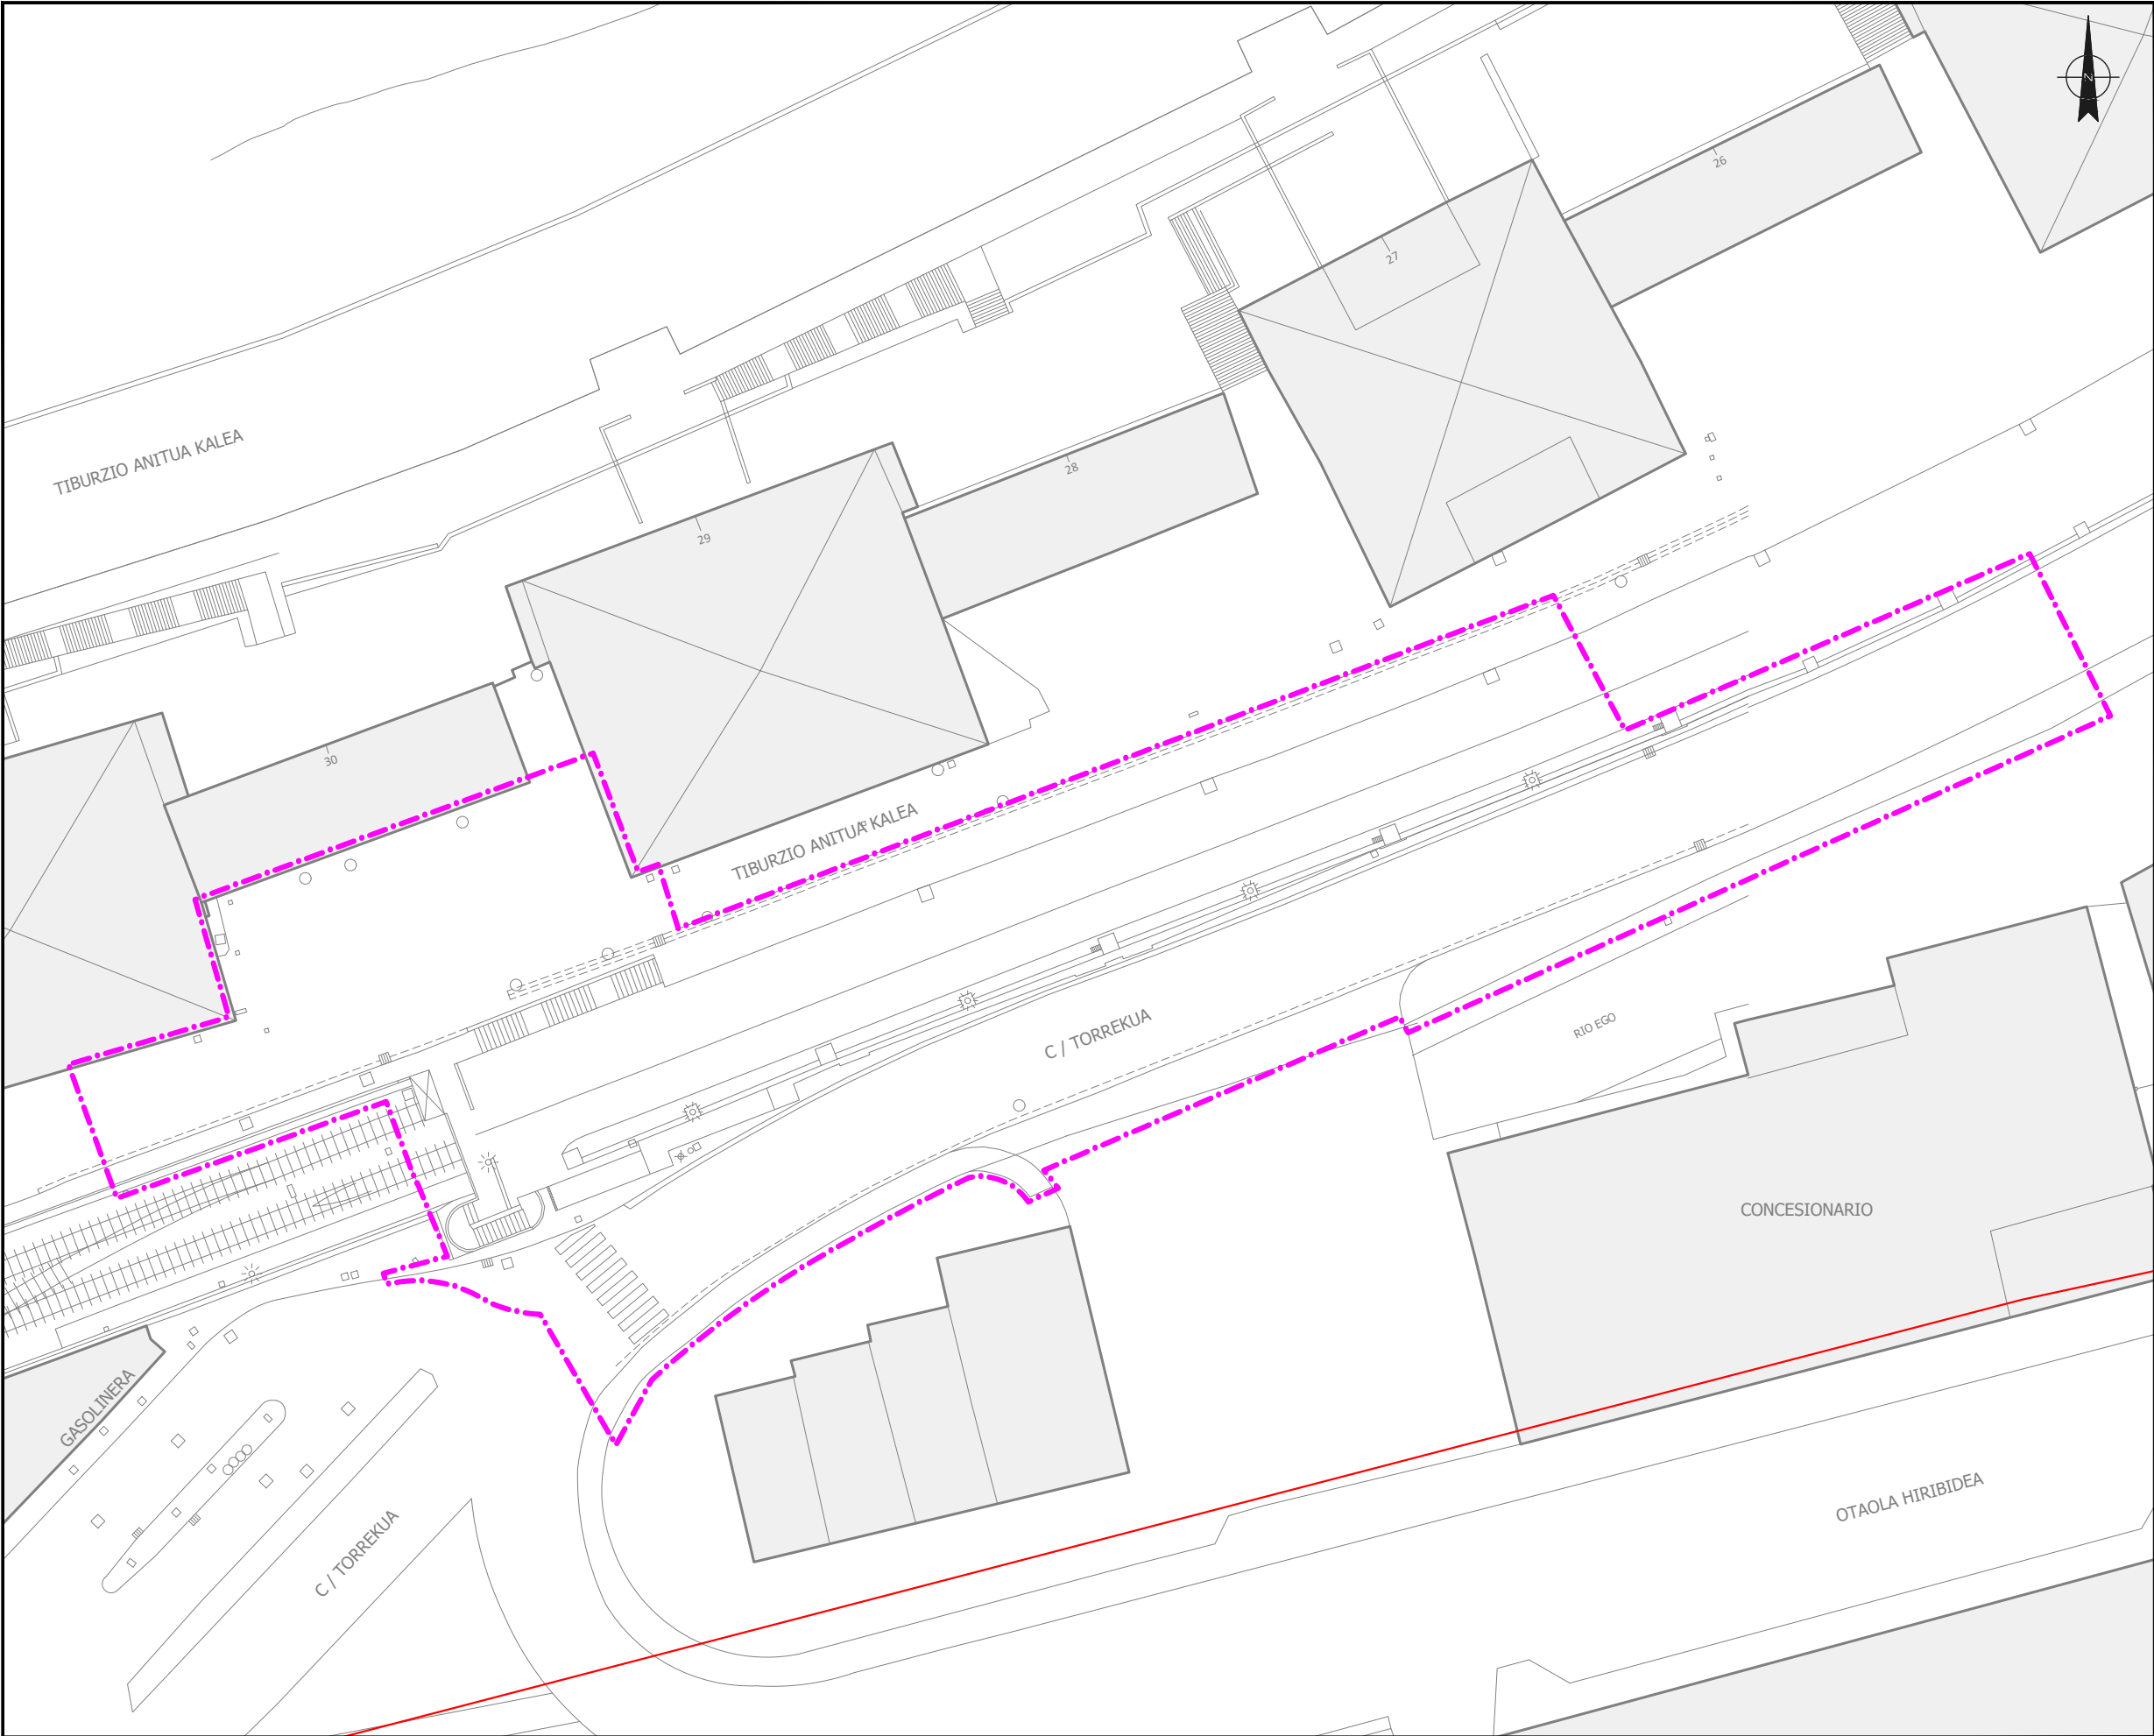 N
26
27
TIBURZIO ANITUA KALEA
28
29
30
TIBURZIO ANITUA KALEA
C / TORREKUA
RIO EGO
CONCESIONARIO
GASOLINERA
OTAOLA HIRIBIDEA
C / TORREKUA